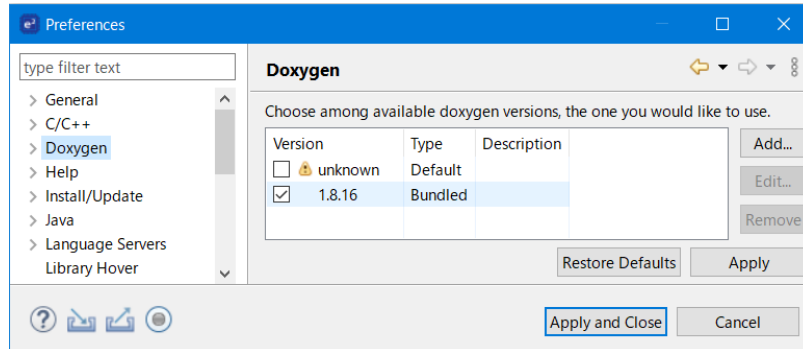 e² Preferences
type filter text
Doxygen
General
C/C++
Doxygen
Help
Install/Update
Java
Language Servers
Library Hover
Choose among available doxygen versions, the one you would like to use.
Version Type Description
unknown Default
1.8.16 Bundled
Add...
Edit...
Remove
Restore Defaults Apply
? Apply and Close Cancel